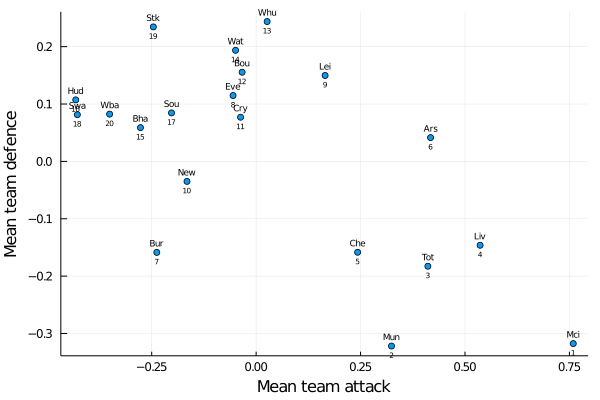 Whu
13
Stk
19
Wat
14
Bou
12
Lei
9
Eve
8
Hud
16
Swa
18
Wba
20
Sou
17
Cry
11
Bha
15
Ars
6
New
10
Bur
7
Che
5
Liv
4
Tot
3
Mun
2
Mci
1
0.2
0.1
0.0
−0.1
−0.2
−0.3
−0.25
0.00
0.25
0.50
0.75
Mean team attack
Mean team defence